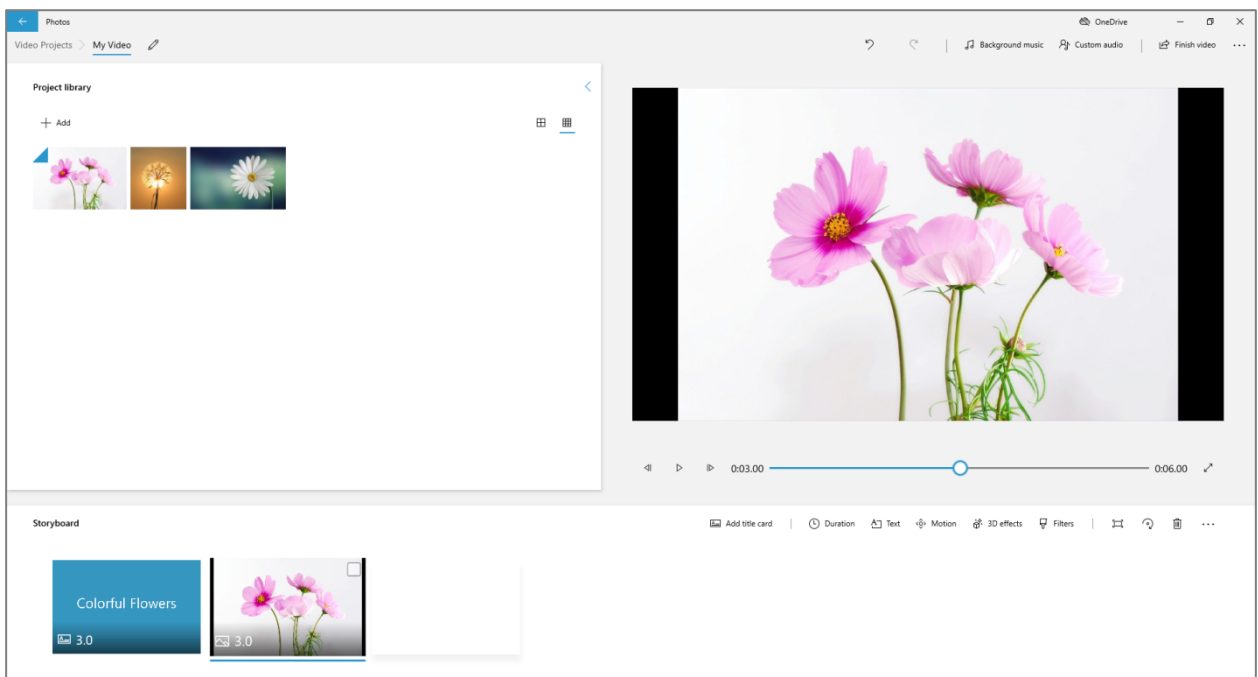 Photos
OneDrive
Video Projects > My Video
Background music
Custom audio
Finish video
Project library
+ Add
0:03.00
0:06.00
Storyboard
Add title card
Duration
Text
Motion
3D effects
Filters
Colorful Flowers
3.0
3.0